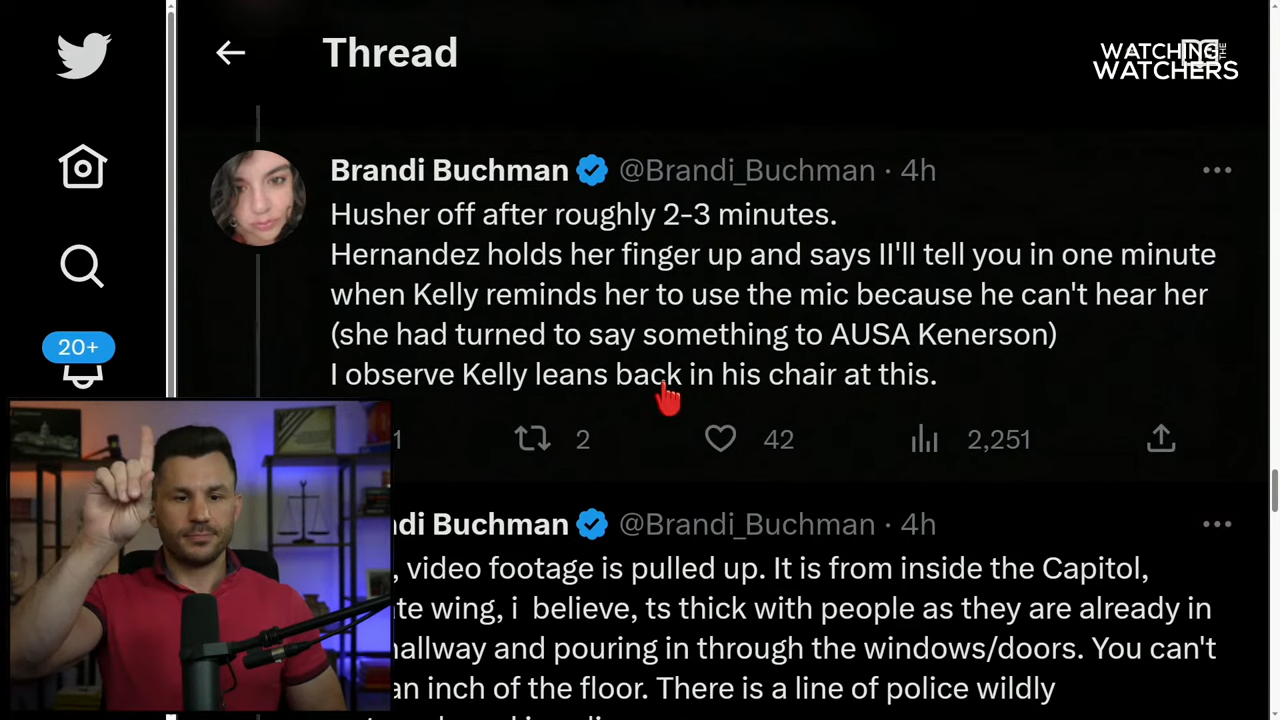 Thread
WATCHING THE
WATCHERS
Brandi Buchman @Brandi_Buchman · 4h
Husher off after roughly 2-3 minutes.
Hernandez holds her finger up and says II'll tell you in one minute
when Kelly reminds her to use the mic because he can't hear her
(she had turned to say something to AUSA Kenerson)
I observe Kelly leans back in his chair at this.
20+
1 2 42 2,251
ndi Buchman @Brandi_Buchman · 4h
, video footage is pulled up. It is from inside the Capitol,
te wing, i believe, ts thick with people as they are already in
hallway and pouring in through the windows/doors. You can't
an inch of the floor. There is a line of police wildly